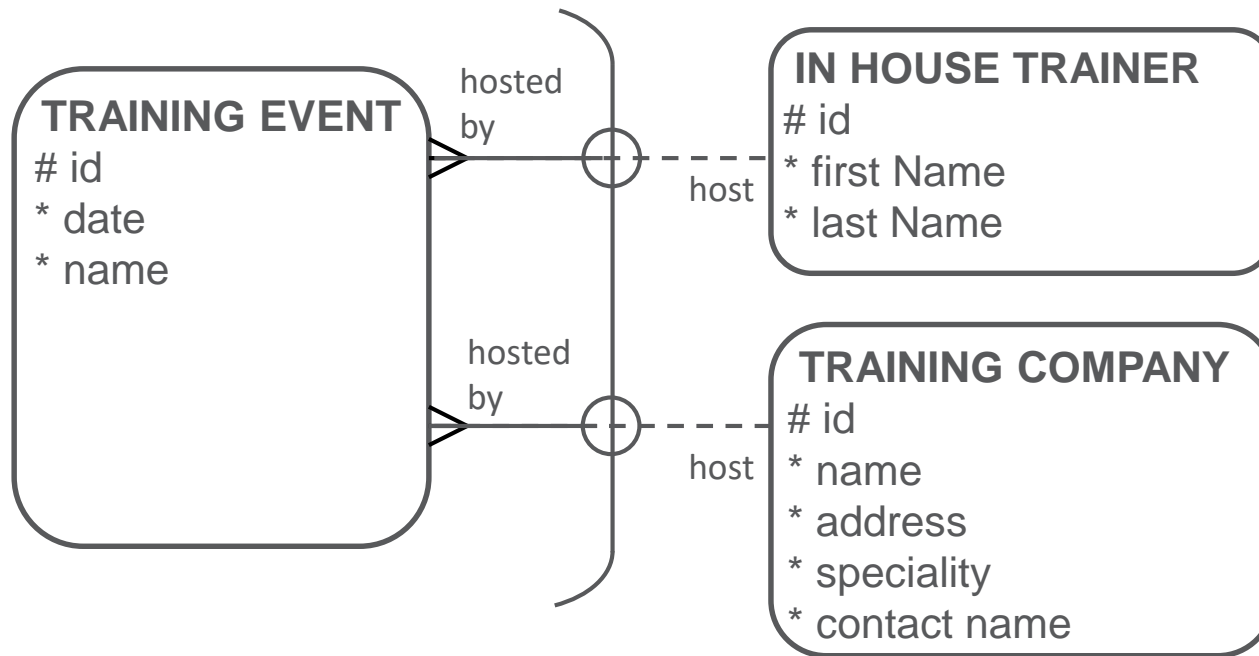 TRAINING EVENT
# id
* date
* name
hosted
by
hosted
by
host
host
IN HOUSE TRAINER
# id
* first Name
* last Name
TRAINING COMPANY
# id
* name
* address
* speciality
* contact name